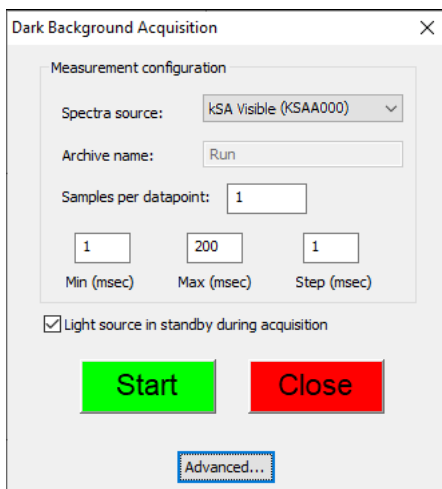 Dark Background Acquisition
Measurement configuration
Spectra source: kSA Visible (KSAA000)
Archive name: Run
Samples per datapoint: 1
1 200 1
Min (msec) Max (msec) Step (msec)
Light source in standby during acquisition
Start Close
Advanced...